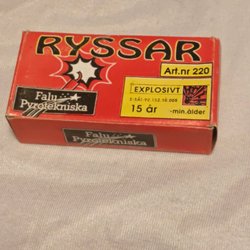 RYSSAR
Art.nr 220
EXPLOSIVT
15 år
-min.ålder
Falu
Pyrotekniska
Falu
Pyrotekniska